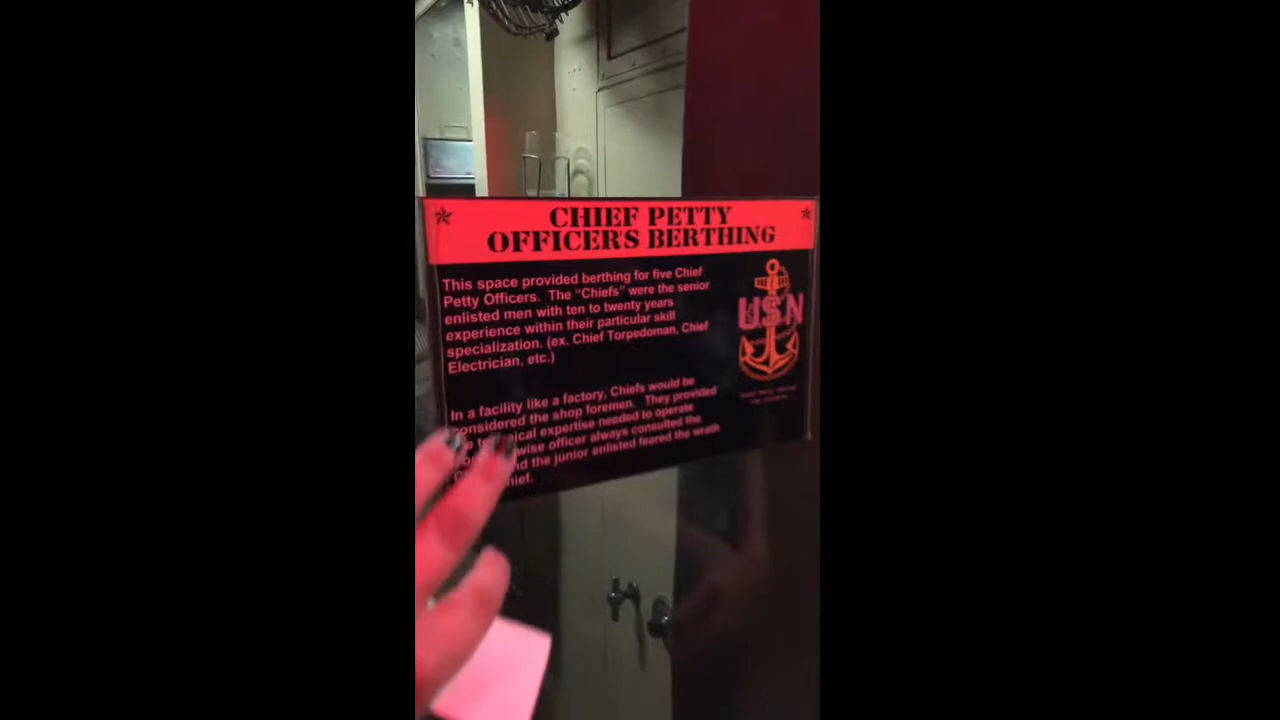 CHIEF PETTY
OFFICER'S BERTHING
This space provided berthing for five Chief
Petty Officers. The "Chiefs" were the senior
enlisted men with ten to twenty years
experience within their particular skill
specialization. (ex. Chief Torpedoman, Chief
Electrician, etc.)
USN
In a facility like a factory, Chiefs would be
considered the shop foremen. They provided
expertise needed to operate
wise officer always consulted the
and the junior enlisted feared the wrath